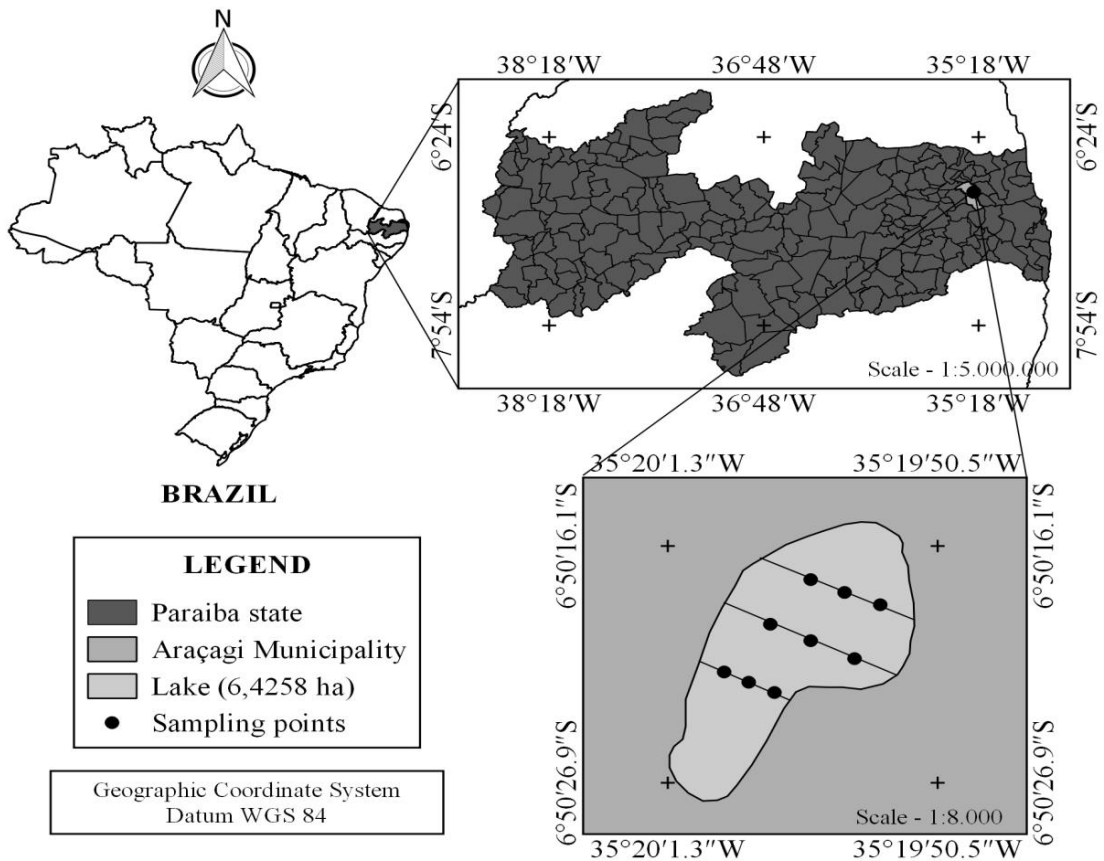 N
38°18'W 36°48'W 35°18'W
6°24'S
7°54'S
6°24'S
7°54'S
Scale - 1:5.000.000
38°18'W 36°48'W 35°18'W
BRAZIL
LEGEND
Paraiba state
Araçagi Municipality
Lake (6,4258 ha)
Sampling points
Geographic Coordinate System
Datum WGS 84
35°20'1.3"W 35°19'50.5"W
6°50'16.1"S
6°50'26.9"S
6°50'16.1"S
6°50'26.9"S
Scale - 1:8.000
35°20'1.3"W 35°19'50.5"W